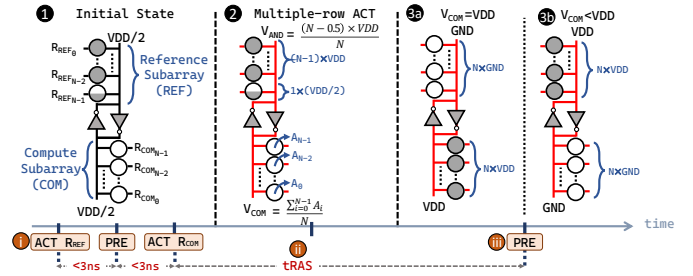 1 Initial State
VDD/2
R_REF_0
R_REF_N-2
R_REF_N-1
Reference
Subarray
(REF)
Compute
Subarray
(COM)
R_COM_N-1
R_COM_N-2
R_COM_0
VDD/2
2 Multiple-row ACT
V_AND = (N - 0.5) × VDD / N
(N-1)×VDD
1×(VDD/2)
A_N-1
A_N-2
A_0
V_COM = ∑_{i=0}^{N-1} A_i / N
3a V_COM=VDD
GND
N×GND
N×VDD
VDD
3b V_COM<VDD
VDD
N×VDD
N×GND
GND
time
i ACT R_REF
PRE
ACT R_COM
ii
iii PRE
<3ns
<3ns
tRAS